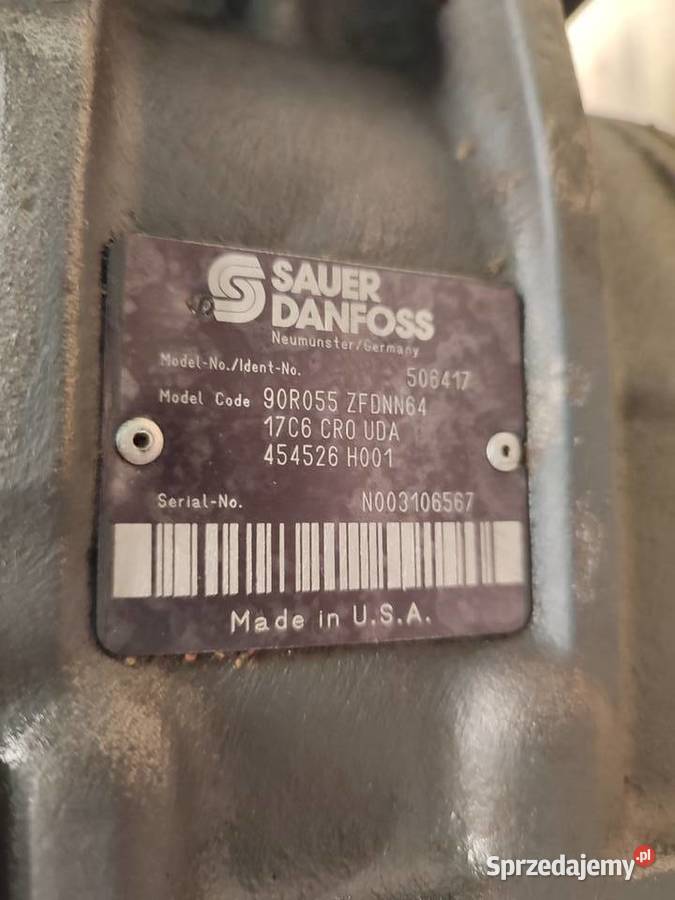 SAUER
DANFOSS
Neumünster/Germany
Model-No./Ident-No. 506417
Model Code 90R055 ZFDNN64
17C6 CR0 UDA
454526 H001
Serial-No. N003106567
Made in U.S.A.
Sprzedajemy.pl